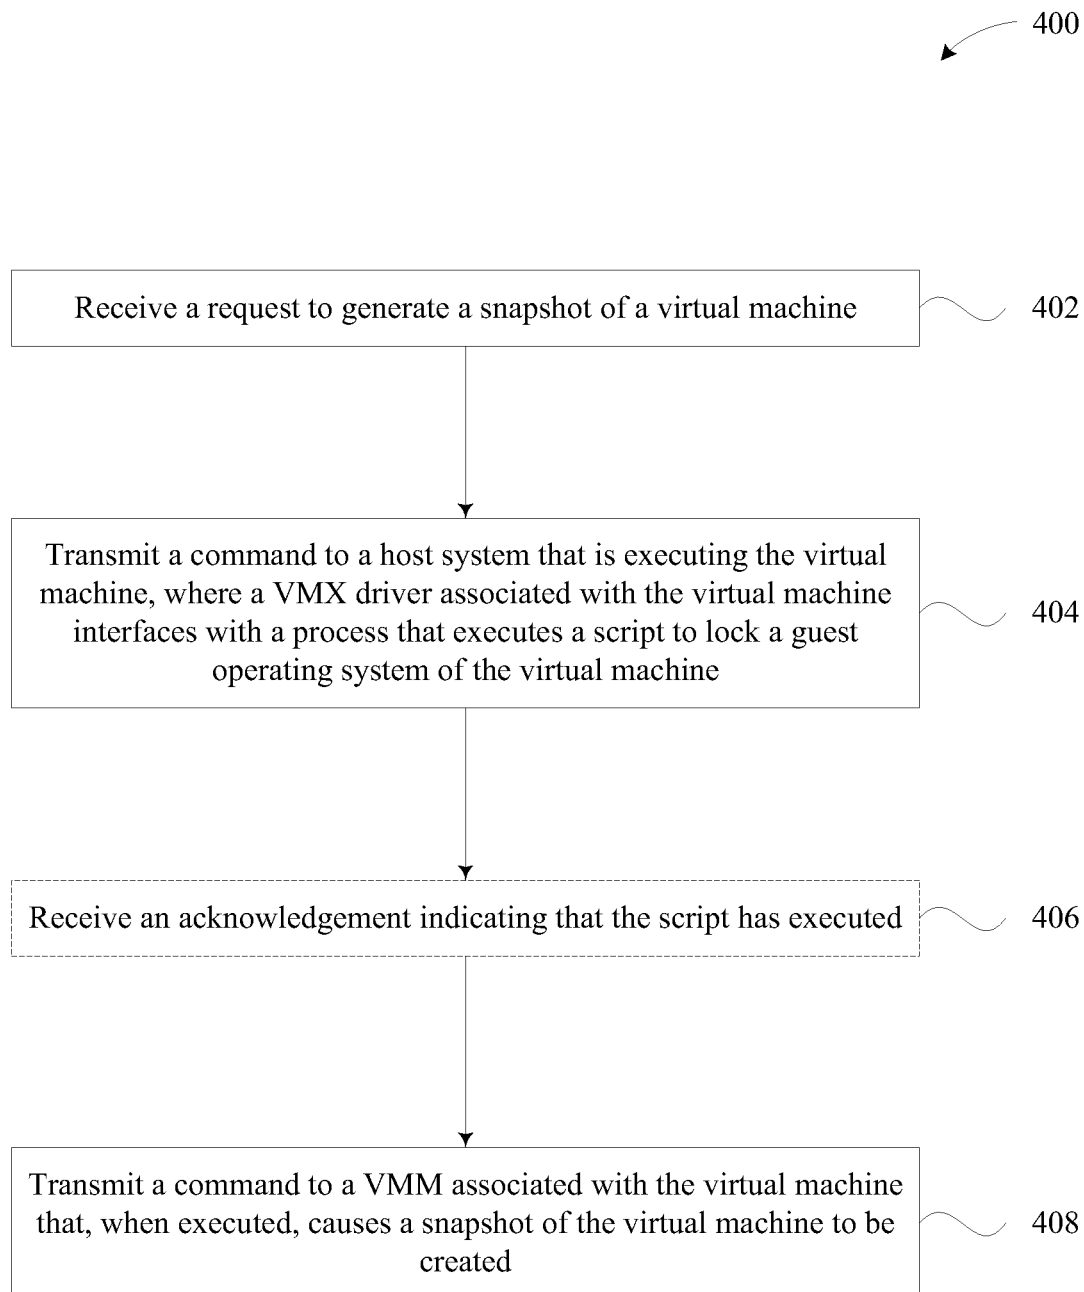 400
Receive a request to generate a snapshot of a virtual machine
402
Transmit a command to a host system that is executing the virtual
machine, where a VMX driver associated with the virtual machine
interfaces with a process that executes a script to lock a guest
operating system of the virtual machine
404
Receive an acknowledgement indicating that the script has executed
406
Transmit a command to a VMM associated with the virtual machine
that, when executed, causes a snapshot of the virtual machine to be
created
408